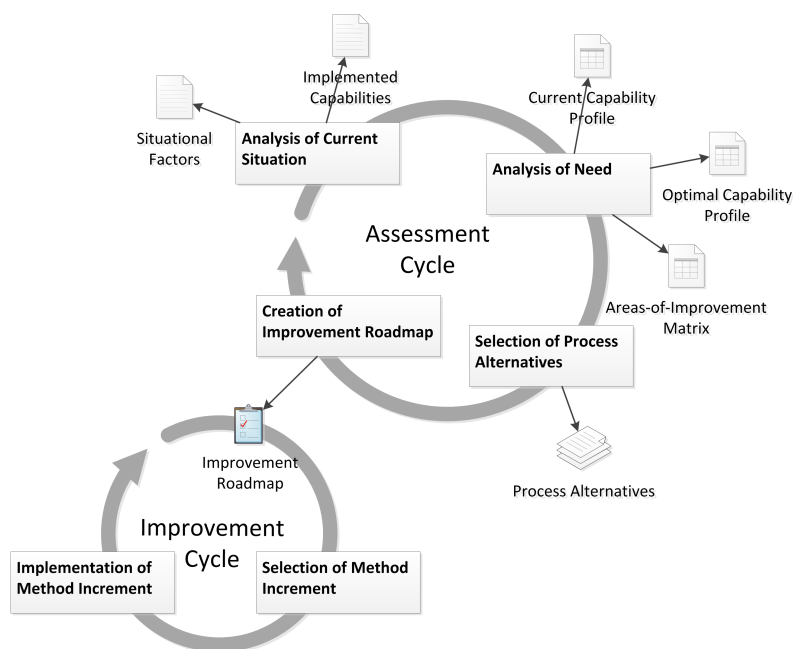 Implemented
Capabilities
Situational
Factors
Analysis of Current
Situation
Current Capability
Profile
Analysis of Need
Optimal Capability
Profile
Areas-of-Improvement
Matrix
Assessment
Cycle
Creation of
Improvement Roadmap
Selection of Process
Alternatives
Process Alternatives
Improvement
Roadmap
Improvement
Cycle
Implementation of
Method Increment
Selection of Method
Increment